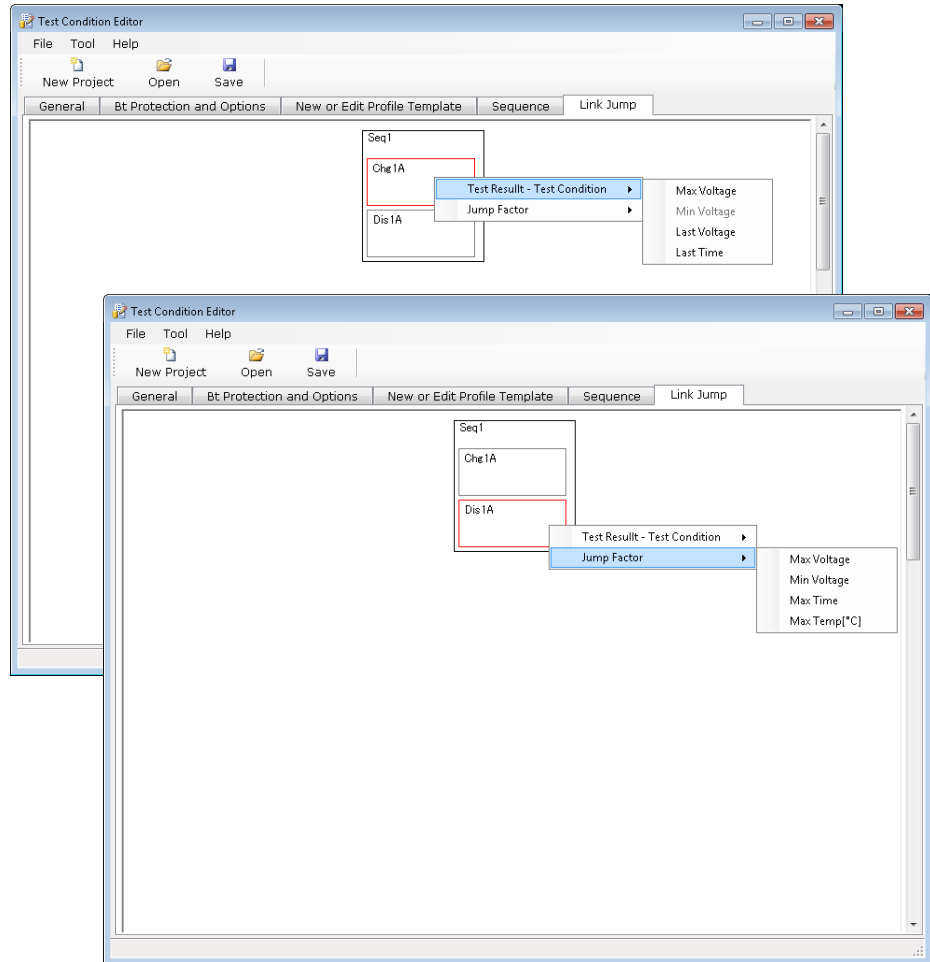 Test Condition Editor
File Tool Help
New Project Open Save
General Bt Protection and Options New or Edit Profile Template Sequence Link Jump
Seq1
Chg1A
Test Resullt - Test Condition
Jump Factor
Max Voltage
Min Voltage
Last Voltage
Last Time
Dis1A
Test Condition Editor
File Tool Help
New Project Open Save
General Bt Protection and Options New or Edit Profile Template Sequence Link Jump
Seq1
Chg1A
Dis1A
Test Resullt - Test Condition
Jump Factor
Max Voltage
Min Voltage
Max Time
Max Temp[°C]